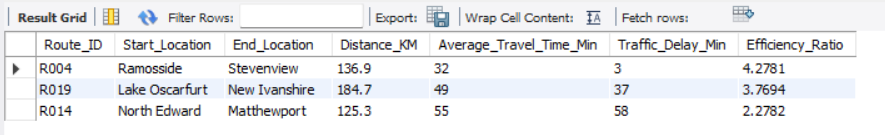 Result Grid Filter Rows: Export: Wrap Cell Content: Fetch rows:
Route_ID Start_Location End_Location Distance_KM Average_Travel_Time_Min Traffic_Delay_Min Efficiency_Ratio
R004 Ramosside Stevenview 136.9 32 3 4.2781
R019 Lake Oscarfurt New Ivanshire 184.7 49 37 3.7694
R014 North Edward Matthewport 125.3 55 58 2.2782